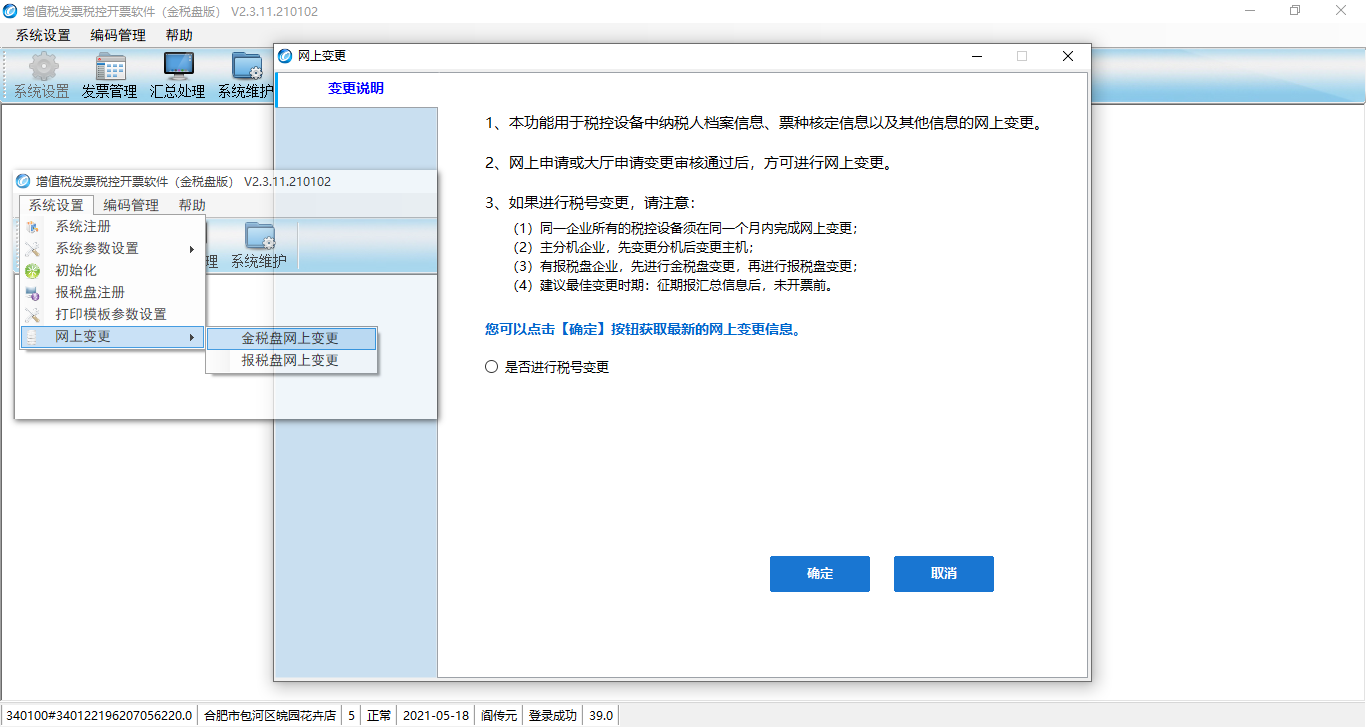 增值税发票税控开票软件（金税盘版） V2.3.11.210102
系统设置 编码管理 帮助
系统设置 发票管理 汇总处理 系统维护
网上变更
变更说明
1、本功能用于税控设备中纳税人档案信息、票种核定信息以及其他信息的网上变更。
2、网上申请或大厅申请变更审核通过后，方可进行网上变更。
3、如果进行税号变更，请注意：
（1）同一企业所有的税控设备须在同一个月内完成网上变更；
（2）主分机企业，先变更分机后变更主机；
（3）有报税盘企业，先进行金税盘变更，再进行报税盘变更；
（4）建议最佳变更时期：征期报汇总信息后，未开票前。
您可以点击【确定】按钮获取最新的网上变更信息。
是否进行税号变更
确定 取消
增值税发票税控开票软件（金税盘版） V2.3.11.210102
系统设置 编码管理 帮助
理 系统维护
系统注册
系统参数设置
初始化
报税盘注册
打印模板参数设置
网上变更
金税盘网上变更
报税盘网上变更
340100#340122196207056220.0 合肥市包河区皖园花卉店 5 正常 2021-05-18 阎传元 登录成功 39.0